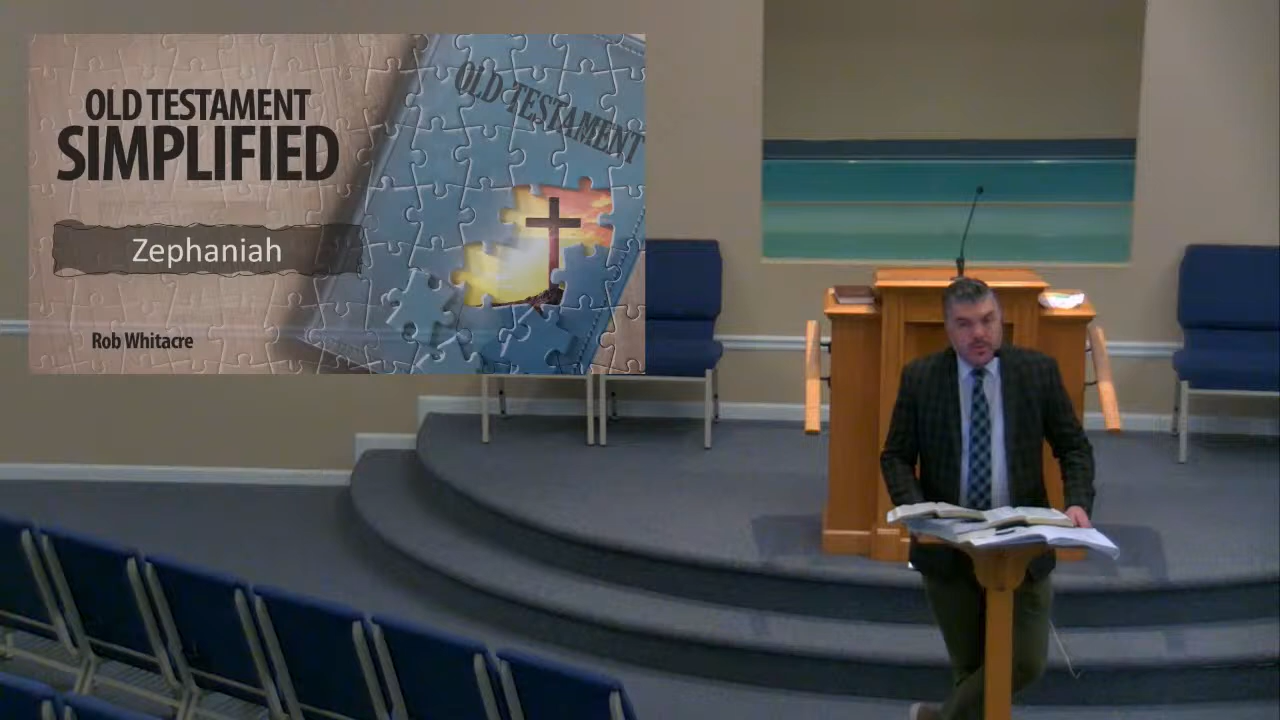 OLD TESTAMENT
SIMPLIFIED
Zephaniah
Rob Whitacre
OLD TESTAMENT